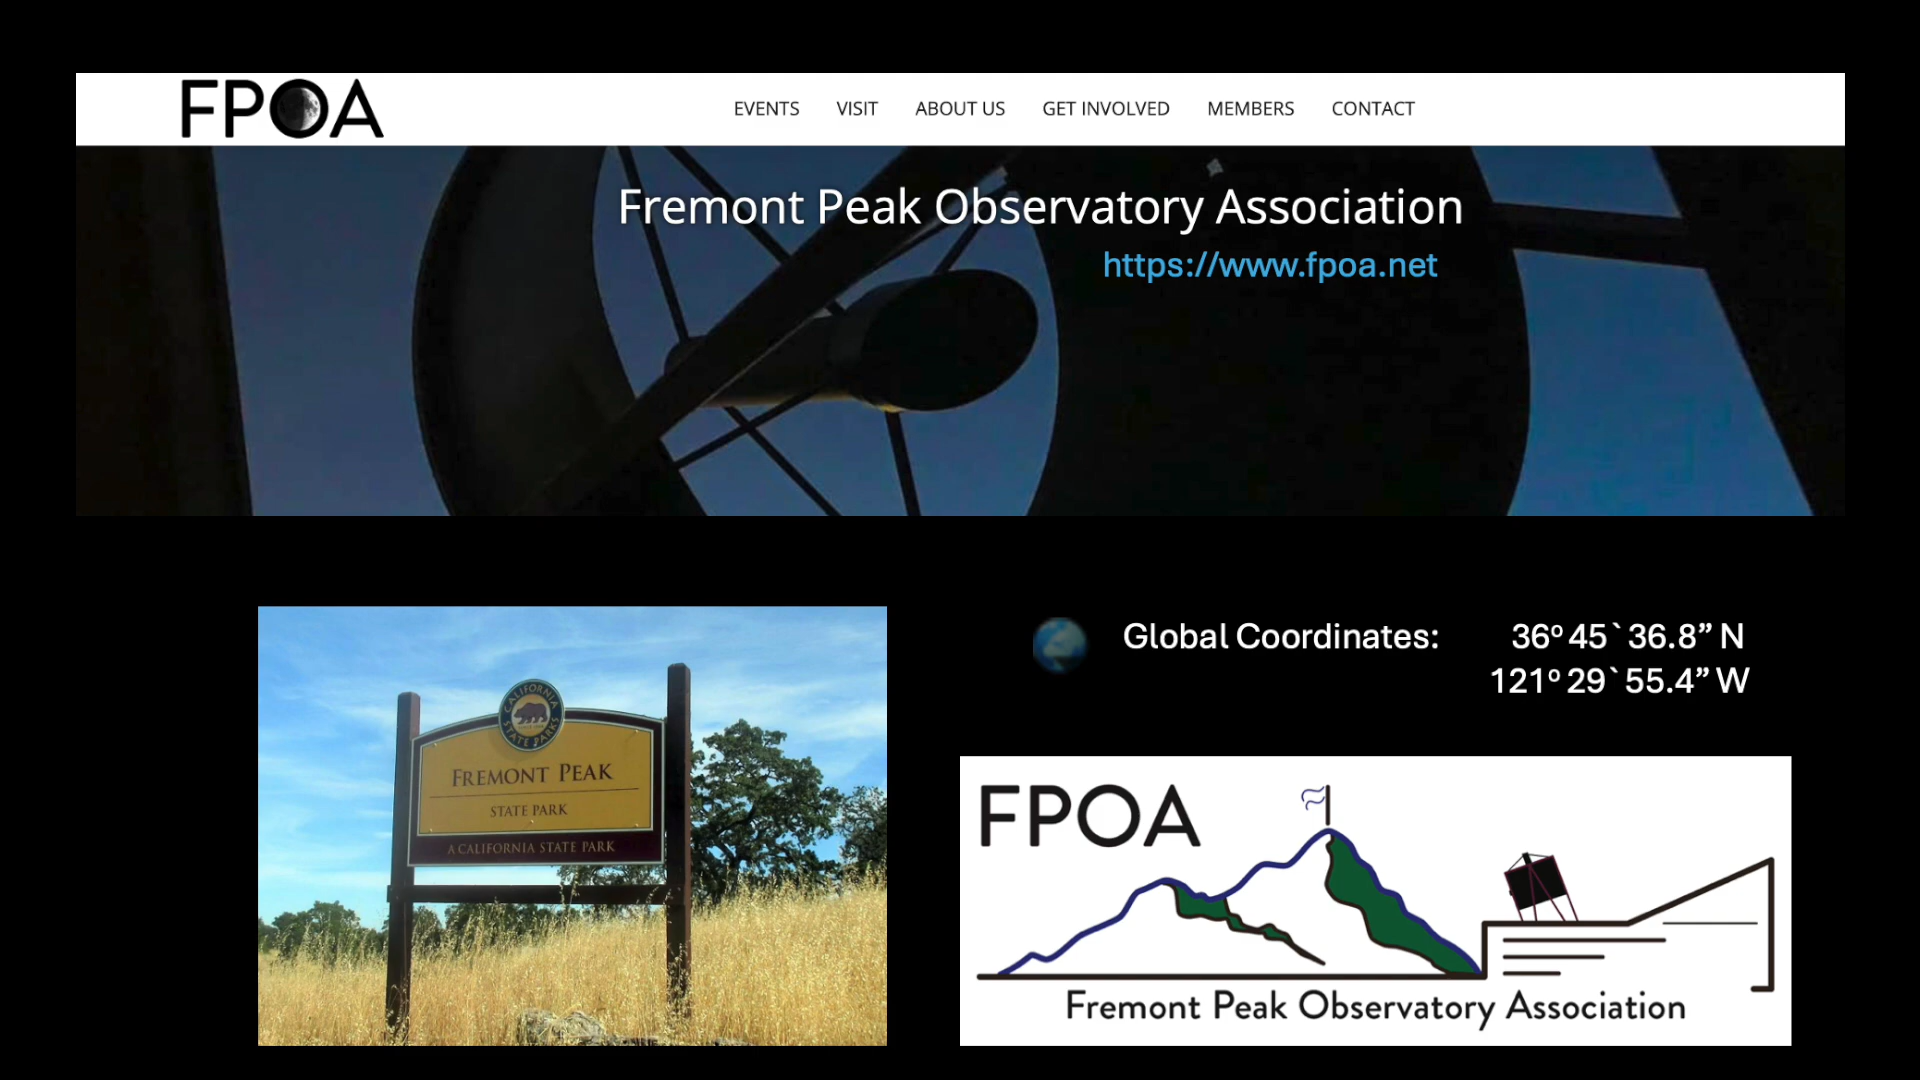 FPOA
EVENTS VISIT ABOUT US GET INVOLVED MEMBERS CONTACT
Fremont Peak Observatory Association
https://www.fpoa.net
CALIFORNIA
STATE PARKS
FREMONT PEAK
STATE PARK
A CALIFORNIA STATE PARK
Global Coordinates: 36º 45`36.8” N
121º 29`55.4” W
FPOA
Fremont Peak Observatory Association